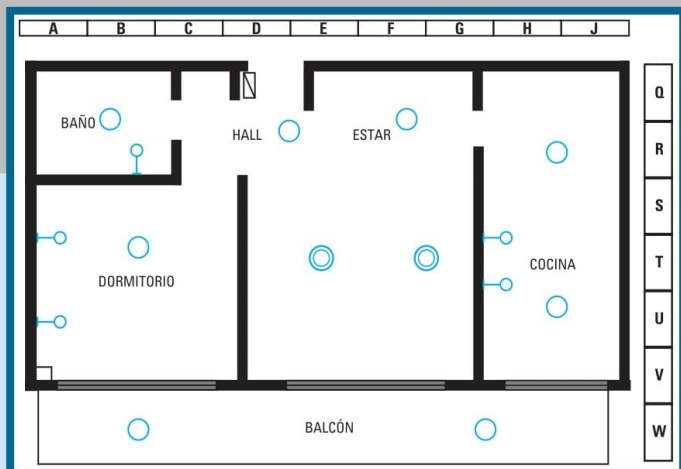 A B C D E F G H J
Q
BAÑO
HALL
ESTAR
R
S
T
COCINA
DORMITORIO
U
V
BALCÓN
W